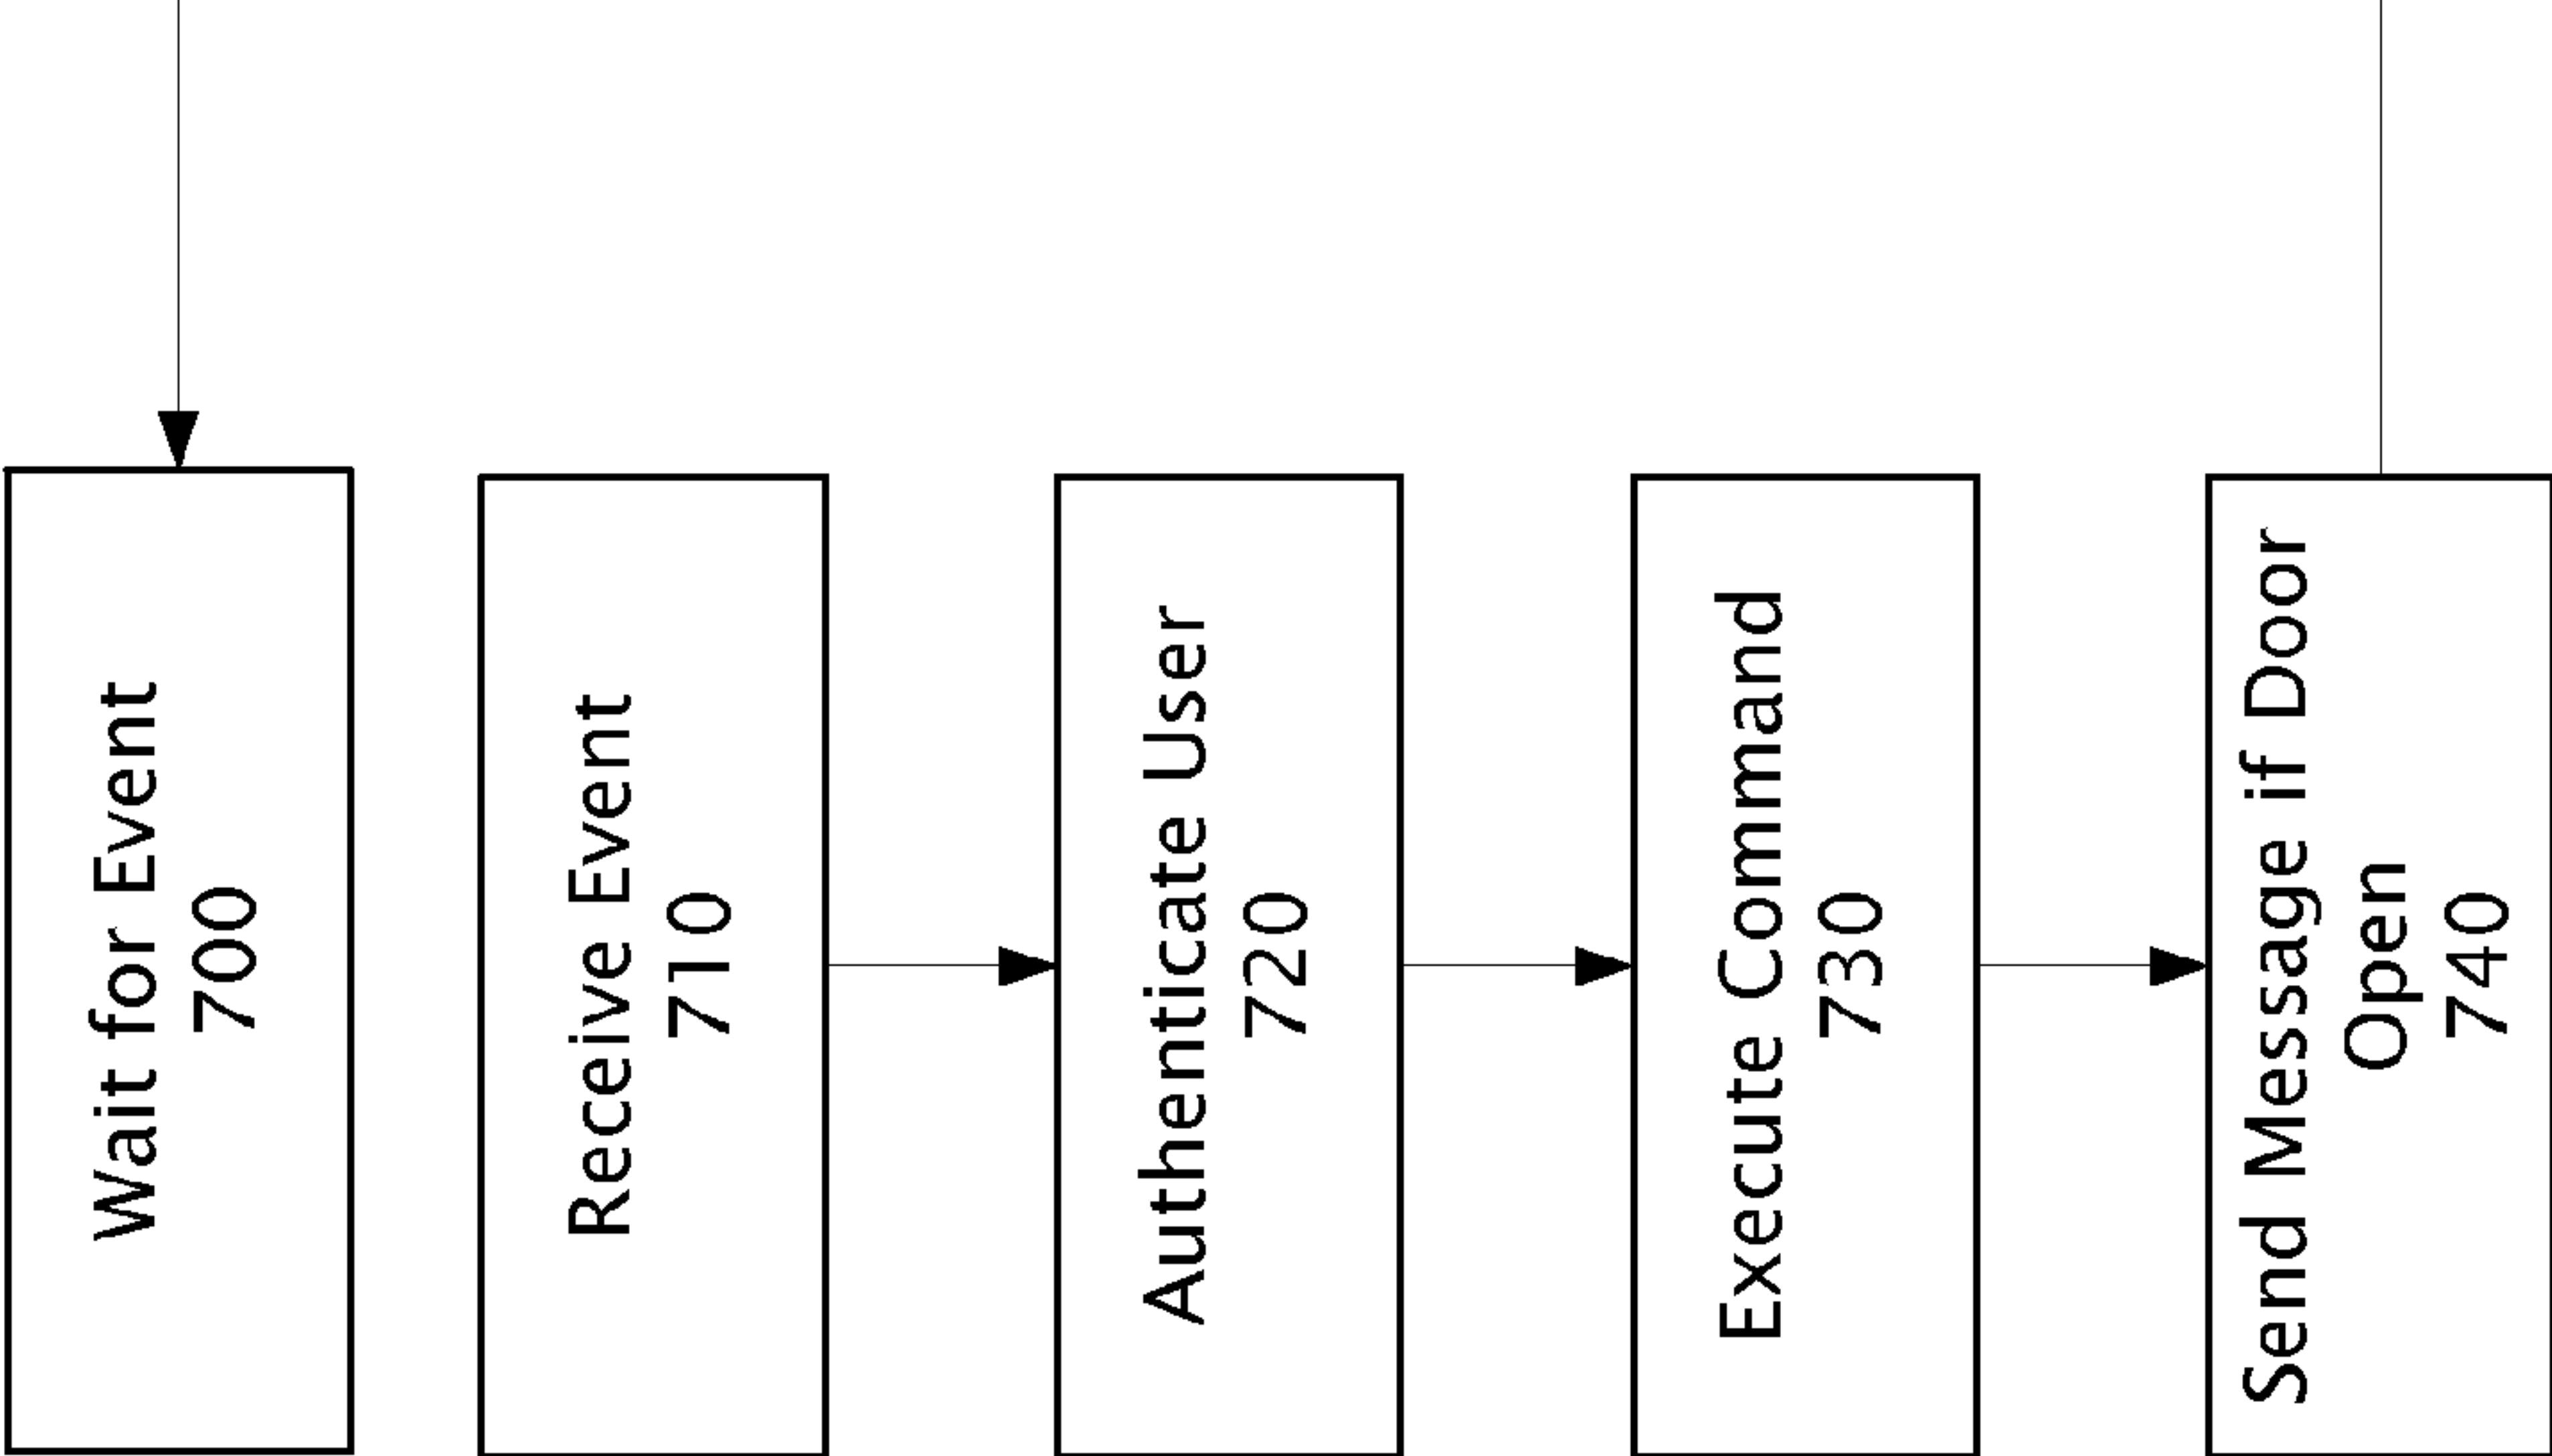 Wait for Event
700
Receive Event
710
Authenticate User
720
Execute Command
730
Send Message if Door
Open
740